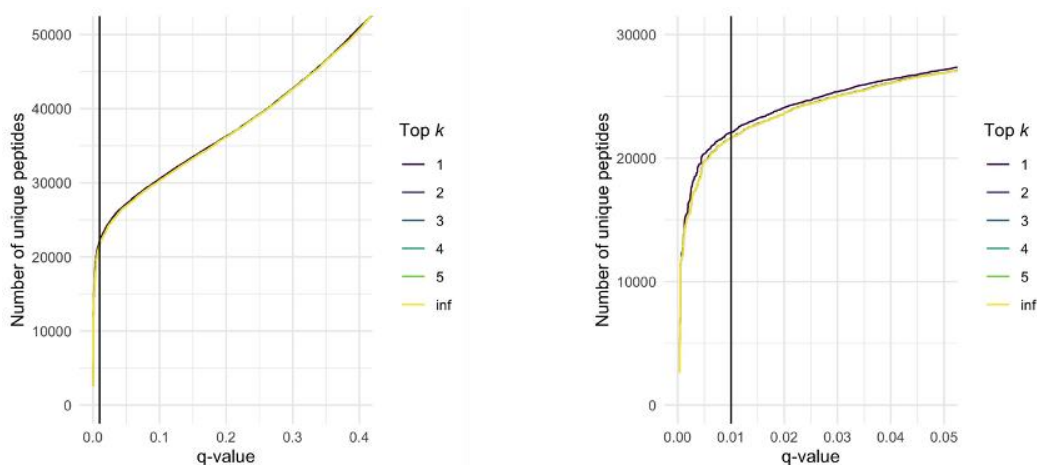 Number of unique peptides
50000
40000
30000
20000
10000
0
0.0 0.1 0.2 0.3 0.4
q-value
Top k
1
2
3
4
5
inf
Number of unique peptides
30000
20000
10000
0
0.00 0.01 0.02 0.03 0.04 0.05
q-value
Top k
1
2
3
4
5
inf